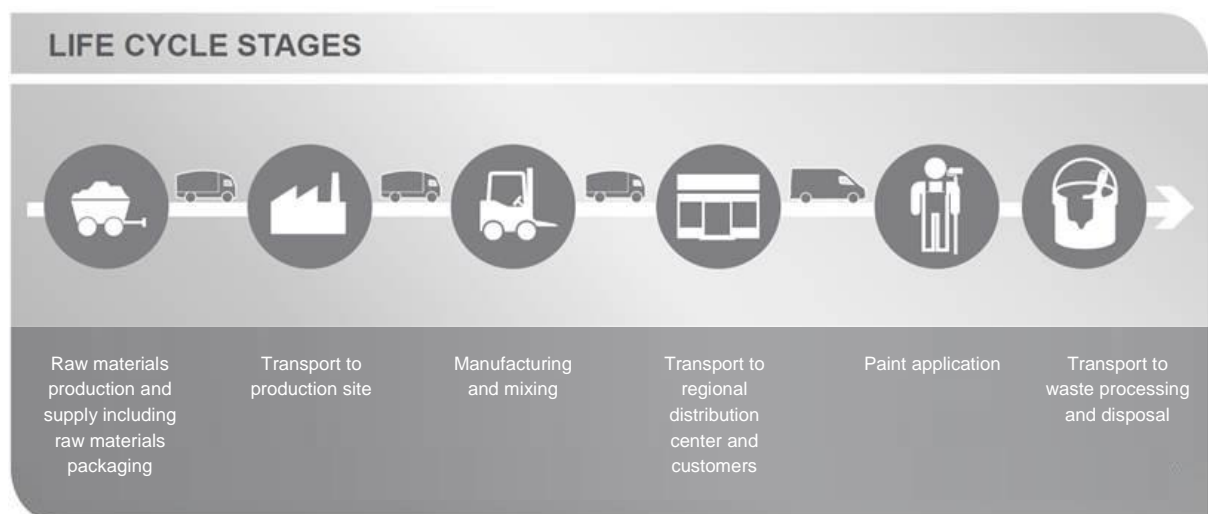 LIFE CYCLE STAGES
Raw materials
production and
supply including
raw materials
packaging
Transport to
production site
Manufacturing
and mixing
Transport to
regional
distribution
center and
customers
Paint application
Transport to
waste processing
and disposal